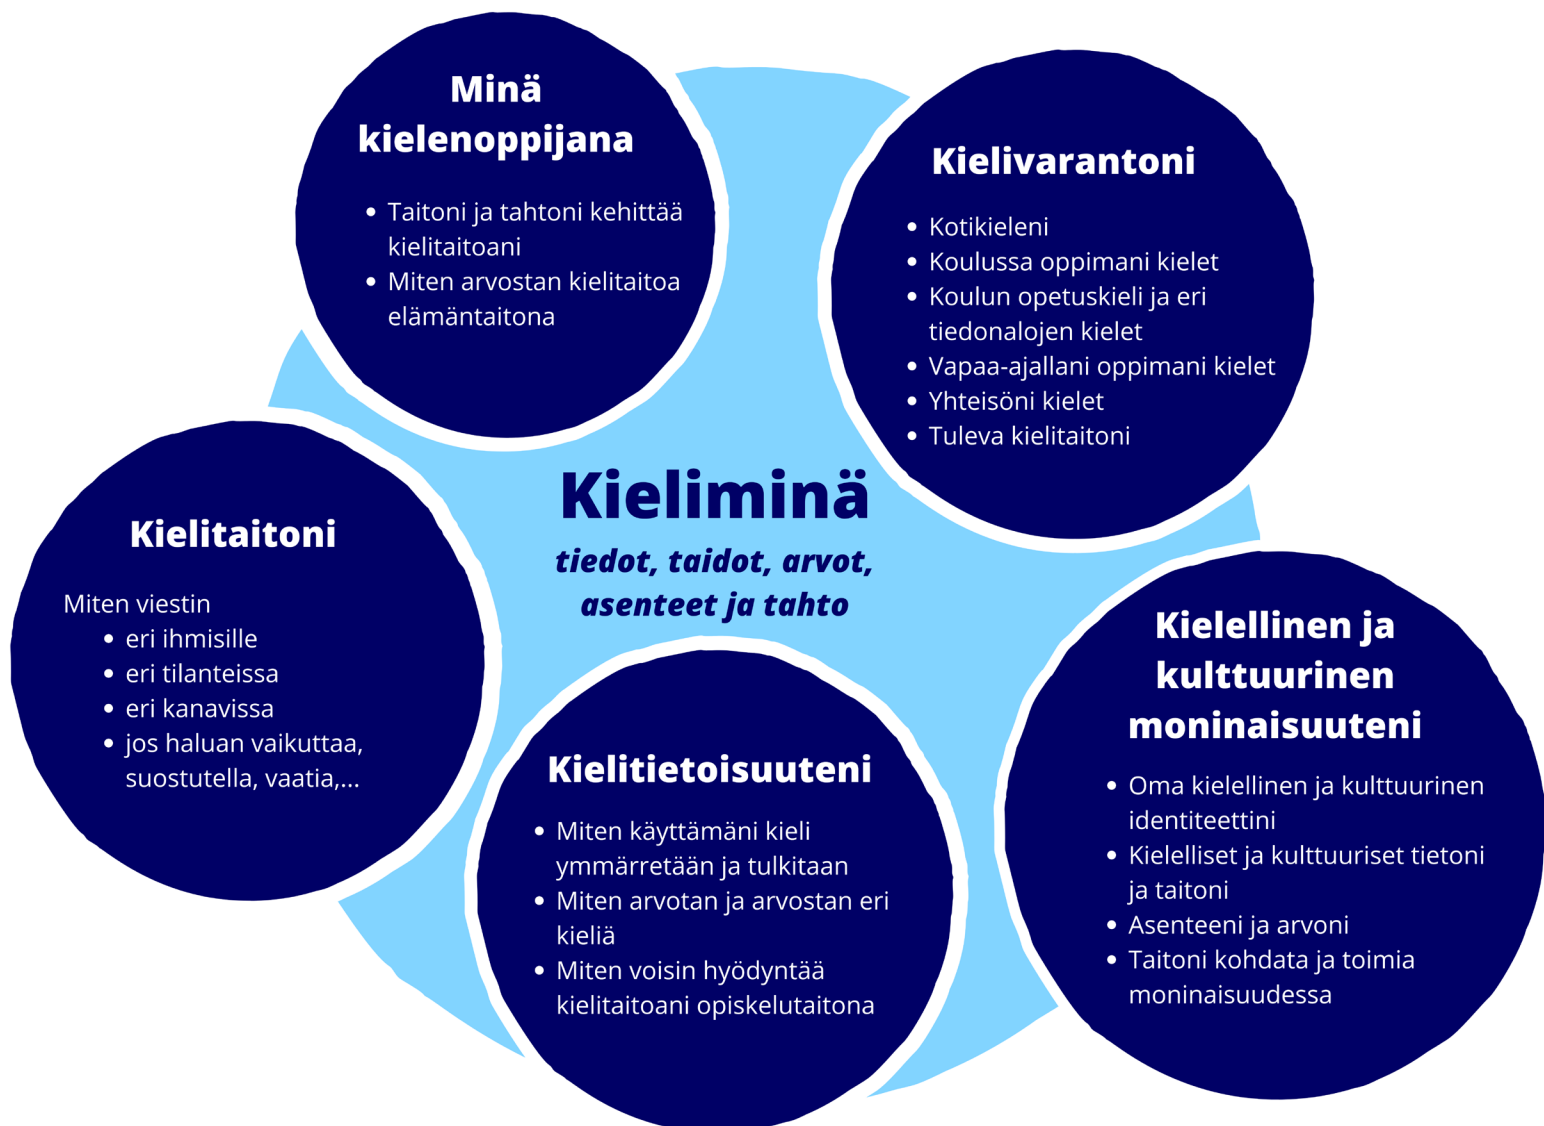 Minä
kielenoppijana
• Taitoni ja tahtoni kehittää
kielitaitoani
• Miten arvostan kielitaitoa
elämäntaitona
Kielivarantoni
• Kotikieleni
• Koulussa oppimani kielet
• Koulun opetuskieli ja eri
tiedonalojen kielet
• Vapaa-ajallani oppimani kielet
• Yhteisöni kielet
• Tuleva kielitaitoni
Kieliminä
tiedot, taidot, arvot,
asenteet ja tahto
Kielitaitoni
Miten viestin
• eri ihmisille
• eri tilanteissa
• eri kanavissa
• jos haluan vaikuttaa,
suostutella, vaatia,...
Kielitietoisuuteni
• Miten käyttämäni kieli
ymmärretään ja tulkitaan
• Miten arvotan ja arvostan eri
kieliä
• Miten voisin hyödyntää
kielitaitoani opiskelutaitona
Kielellinen ja
kulttuurinen
moninaisuuteni
• Oma kielellinen ja kulttuurinen
identiteettini
• Kielelliset ja kulttuuriset tietoni
ja taitoni
• Asenteeni ja arvoni
• Taitoni kohdata ja toimia
moninaisuudessa